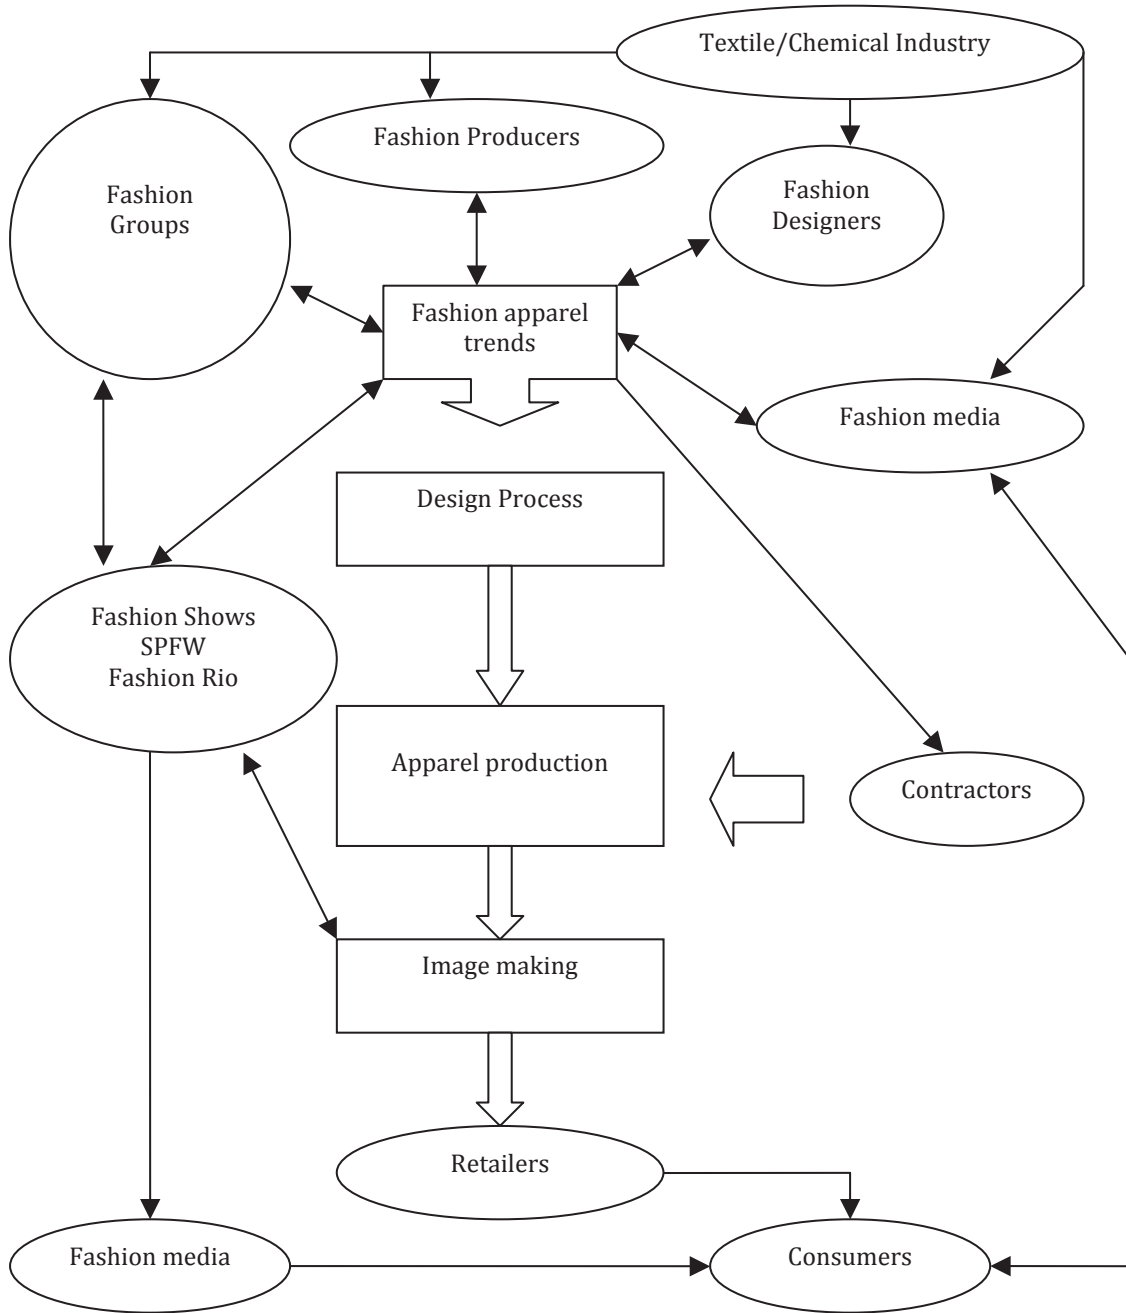 Textile/Chemical Industry
Fashion Producers
Fashion
Groups
Fashion
Designers
Fashion apparel
trends
Fashion media
Design Process
Fashion Shows
SPFW
Fashion Rio
Apparel production
Contractors
Image making
Retailers
Fashion media
Consumers